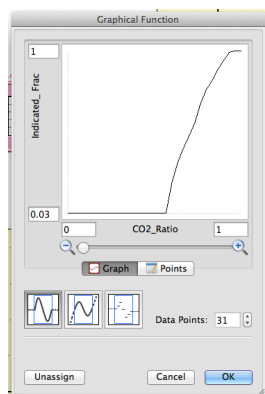 Graphical Function
1
Indicated_ Frac
0.03
0 CO2_Ratio 1
Graph Points
Data Points: 31
Unassign Cancel OK